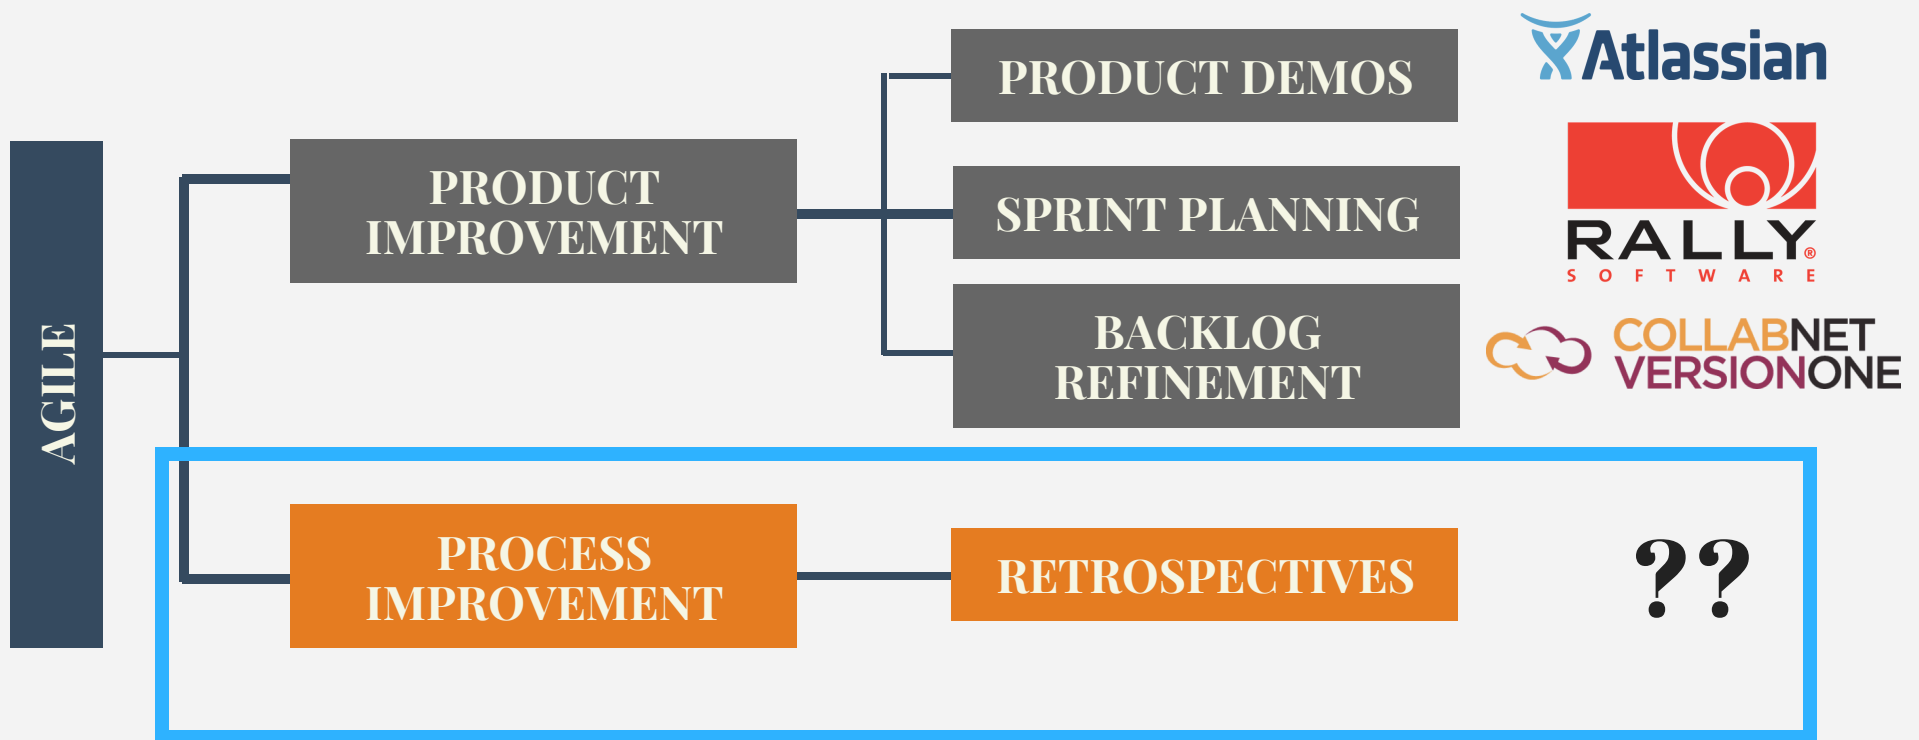 AGILE
PRODUCT
IMPROVEMENT
PRODUCT DEMOS
SPRINT PLANNING
BACKLOG
REFINEMENT
Atlassian
RALLY®
SOFTWARE
COLLABNET
VERSIONONE
PROCESS
IMPROVEMENT
RETROSPECTIVES
??